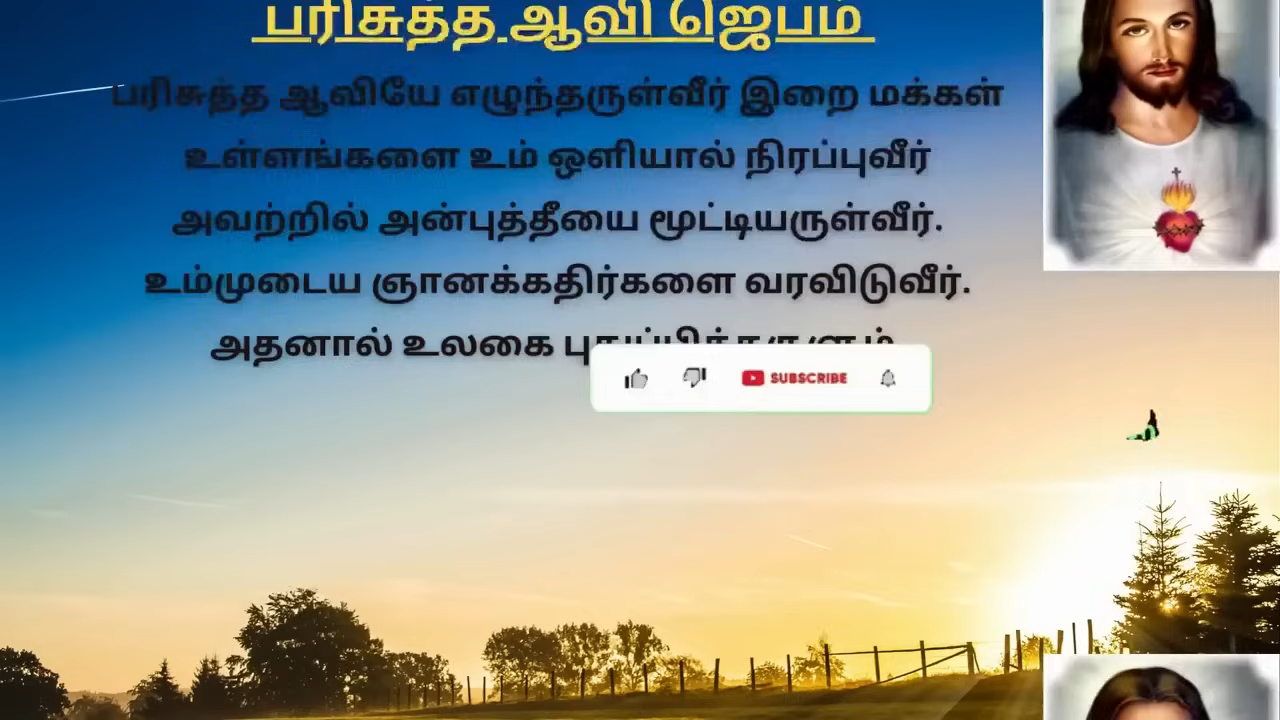 பரிசுத்த ஆவி ஜெபம்
பரிசுத்த ஆவியே எழுந்தருள்வீர் இறை மக்கள்
உள்ளங்களை உம் ஒளியால் நிரப்புவீர்
அவற்றில் அன்புத்தீயை மூட்டியருள்வீர்.
உம்முடைய ஞானக்கதிர்களை வரவிடுவீர்.
அதனால் உலகை
SUBSCRIBE